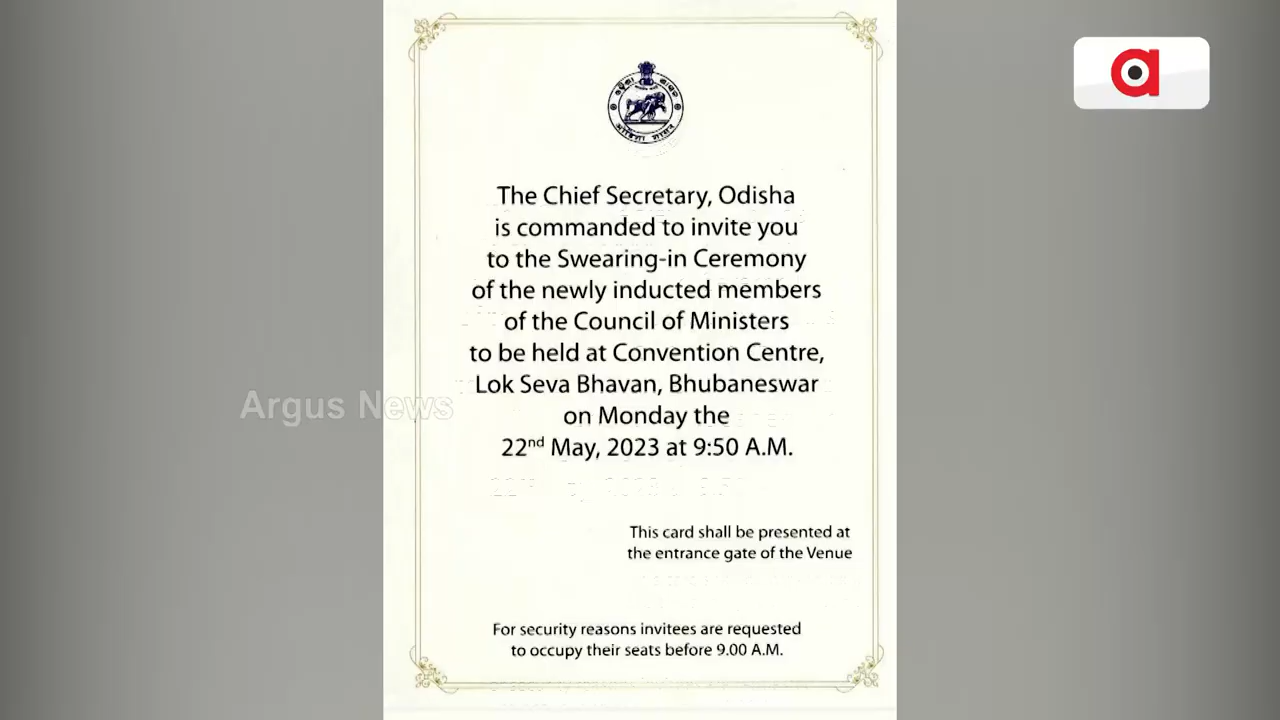 The Chief Secretary, Odisha
is commanded to invite you
to the Swearing-in Ceremony
of the newly inducted members
of the Council of Ministers
to be held at Convention Centre,
Lok Seva Bhavan, Bhubaneswar
on Monday the
22nd May, 2023 at 9:50 A.M.
This card shall be presented at
the entrance gate of the Venue
For security reasons invitees are requested
to occupy their seats before 9.00 A.M.
Argus News